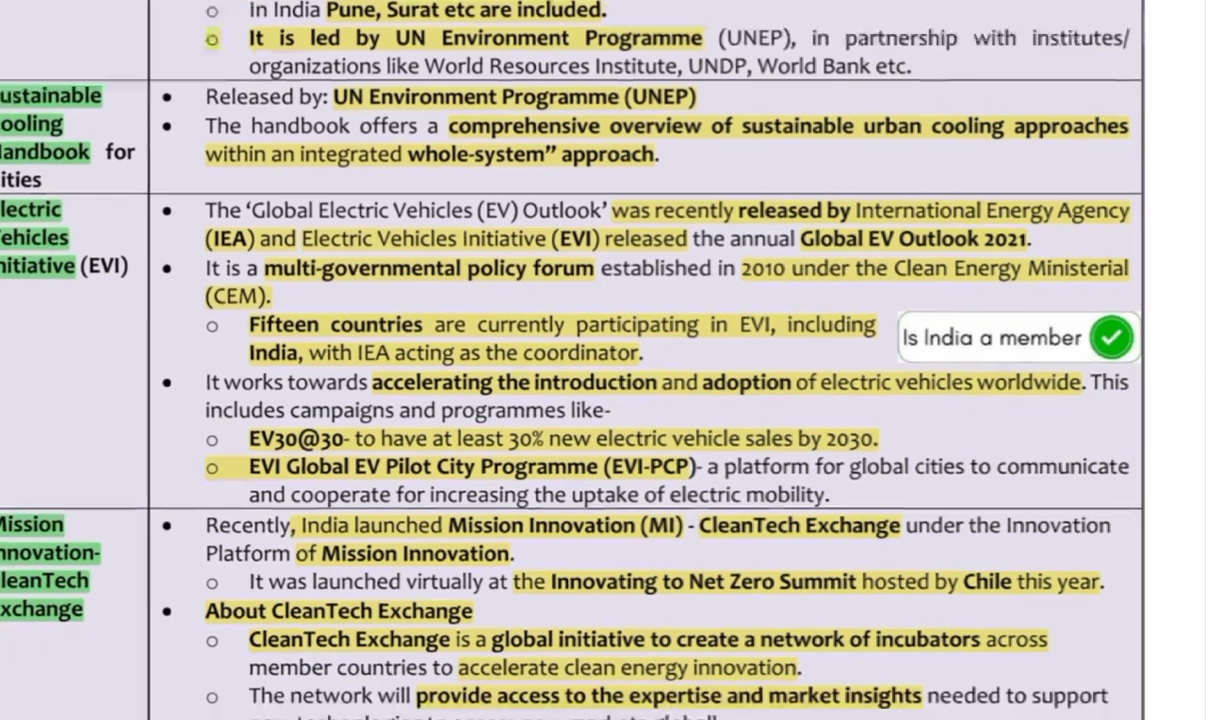 In India Pune, Surat etc are included.
It is led by UN Environment Programme (UNEP), in partnership with institutes/
organizations like World Resources Institute, UNDP, World Bank etc.
ustainable
ooling
andbook for
ities
Released by: UN Environment Programme (UNEP)
The handbook offers a comprehensive overview of sustainable urban cooling approaches
within an integrated whole-system” approach.
lectric
ehicles
nitiative (EVI)
The ‘Global Electric Vehicles (EV) Outlook’ was recently released by International Energy Agency
(IEA) and Electric Vehicles Initiative (EVI) released the annual Global EV Outlook 2021.
It is a multi-governmental policy forum established in 2010 under the Clean Energy Ministerial
(CEM).
Fifteen countries are currently participating in EVI, including
India, with IEA acting as the coordinator.
Is India a member
It works towards accelerating the introduction and adoption of electric vehicles worldwide. This
includes campaigns and programmes like-
EV30@30- to have at least 30% new electric vehicle sales by 2030.
EVI Global EV Pilot City Programme (EVI-PCP)- a platform for global cities to communicate
and cooperate for increasing the uptake of electric mobility.
Mission
nnovation-
leanTech
xchange
Recently, India launched Mission Innovation (MI) - CleanTech Exchange under the Innovation
Platform of Mission Innovation.
It was launched virtually at the Innovating to Net Zero Summit hosted by Chile this year.
About CleanTech Exchange
CleanTech Exchange is a global initiative to create a network of incubators across
member countries to accelerate clean energy innovation.
The network will provide access to the expertise and market insights needed to support